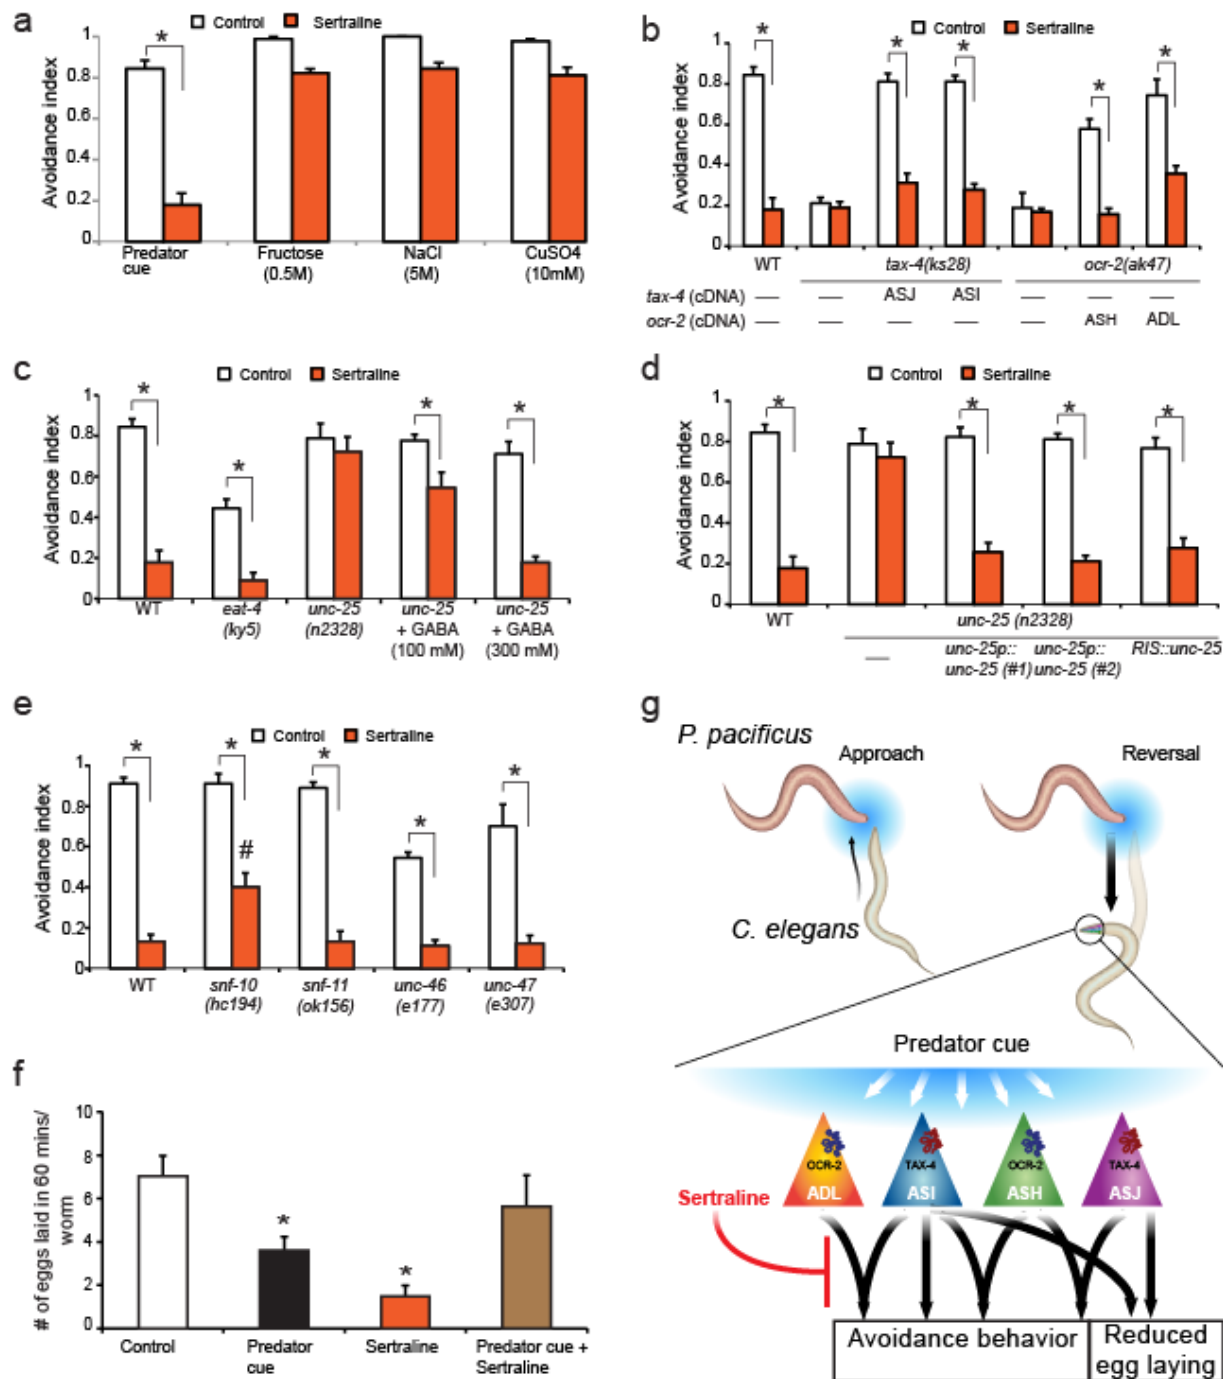 a
Control Sertraline
Avoidance index
1
0.8
0.6
0.4
0.2
0
*
Predator cue
Fructose (0.5M)
NaCl (5M)
CuSO4 (10mM)
b
Control Sertraline
Avoidance index
1
0.8
0.6
0.4
0.2
0
* * * * *
WT
tax-4(ks28)
ocr-2(ak47)
tax-4 (cDNA) — — ASJ ASI — — —
ocr-2 (cDNA) — — — — — ASH ADL
c
Control Sertraline
Avoidance index
1
0.8
0.6
0.4
0.2
0
* * * *
WT
eat-4 (ky5)
unc-25 (n2328)
unc-25 + GABA (100 mM)
unc-25 + GABA (300 mM)
d
Control Sertraline
Avoidance index
1
0.8
0.6
0.4
0.2
0
* * * *
WT
unc-25 (n2328)
—
unc-25p:: unc-25 (#1)
unc-25p:: unc-25 (#2)
RIS::unc-25
e
Control Sertraline
Avoidance index
1
0.8
0.6
0.4
0.2
0
* * * * *
#
WT
snf-10 (hc194)
snf-11 (ok156)
unc-46 (e177)
unc-47 (e307)
f
# of eggs laid in 60 mins/
worm
10
8
6
4
2
0
* *
Control
Predator cue
Sertraline
Predator cue + Sertraline
g
P. pacificus
Approach
Reversal
C. elegans
Predator cue
OCR-2 TAX-4 OCR-2 TAX-4
ADL ASI ASH ASJ
Sertraline
Avoidance behavior
Reduced
egg laying